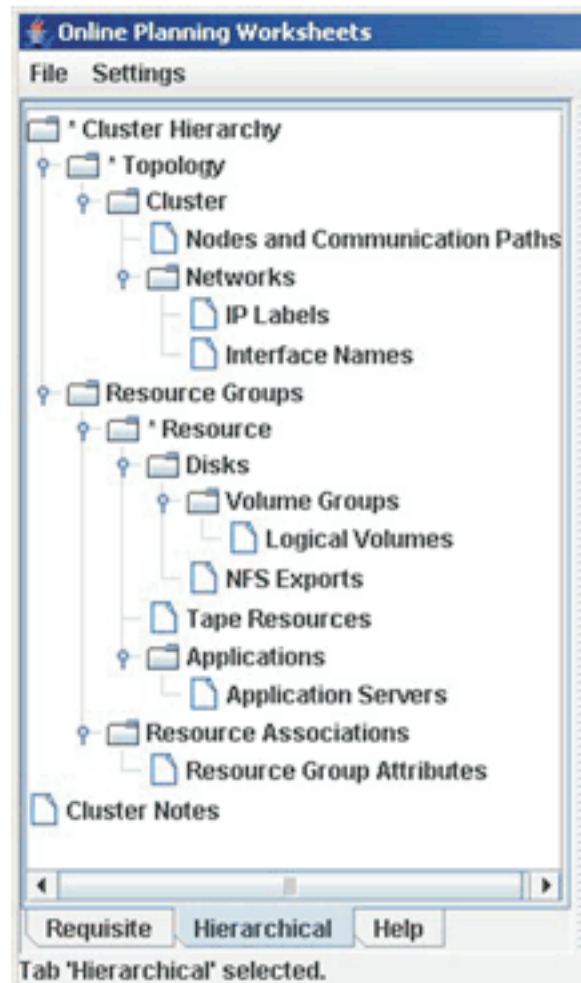 Online Planning Worksheets
File Settings
* Cluster Hierarchy
* Topology
Cluster
Nodes and Communication Paths
Networks
IP Labels
Interface Names
Resource Groups
* Resource
Disks
Volume Groups
Logical Volumes
NFS Exports
Tape Resources
Applications
Application Servers
Resource Associations
Resource Group Attributes
Cluster Notes
Requisite Hierarchical Help
Tab 'Hierarchical' selected.